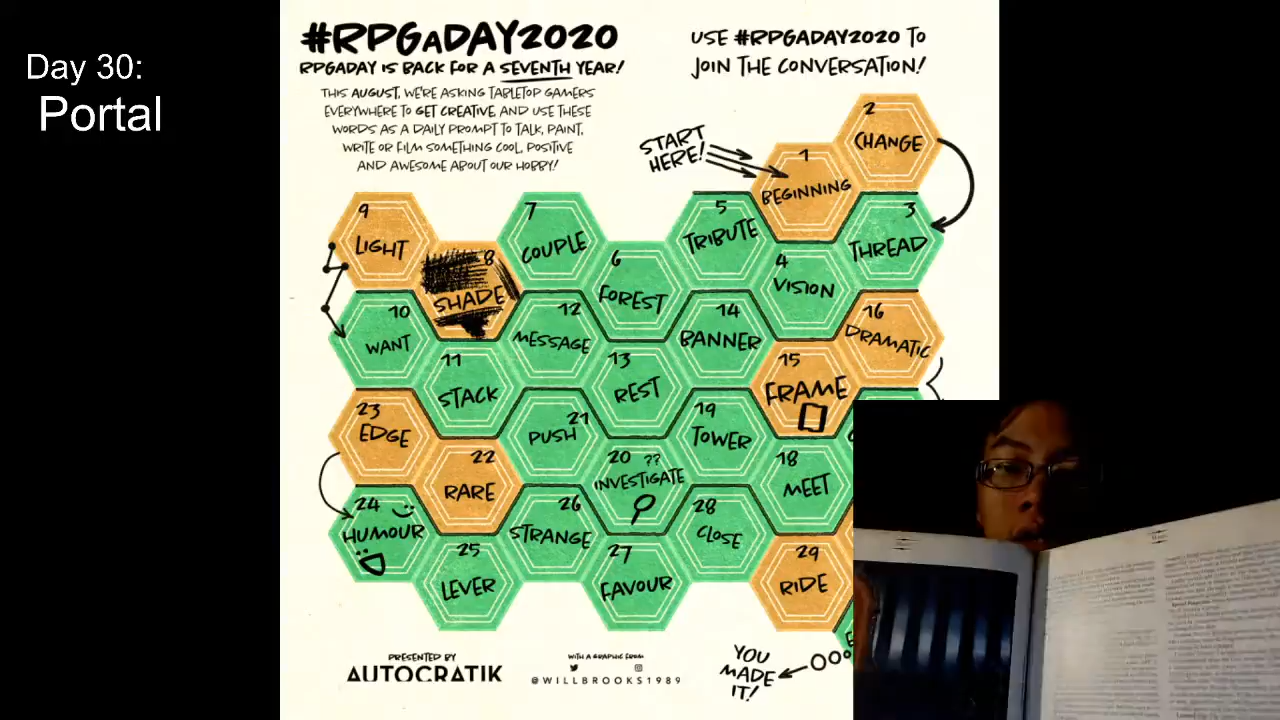 Day 30:
Portal
#RPGaDAY2020
RPGADAY IS BACK FOR A SEVENTH YEAR!
THIS AUGUST, WE'RE ASKING TABLETOP GAMERS
EVERYWHERE TO GET CREATIVE, AND USE THESE
WORDS AS A DAILY PROMPT TO TALK, PAINT,
WRITE OR FILM SOMETHING COOL, POSITIVE
AND AWESOME ABOUT OUR HOBBY!
USE #RPGADAY2020 TO
JOIN THE CONVERSATION!
START
HERE!
1
BEGINNING
2
CHANGE
3
THREAD
4
VISION
5
TRIBUTE
6
FOREST
7
COUPLE
8
SHADE
9
LIGHT
10
WANT
11
STACK
12
MESSAGE
13
REST
14
BANNER
15
FRAME
16
DRAMATIC
18
MEET
19
TOWER
20 ??
INVESTIGATE
21
PUSH
22
RARE
23
EDGE
24
HUMOUR
25
LEVER
26
STRANGE
27
FAVOUR
28
CLOSE
29
RIDE
YOU
MADE
IT!
PRESENTED BY
AUTOCRATIK
WITH A GRAPHIC FROM
@WILLBROOKS1989